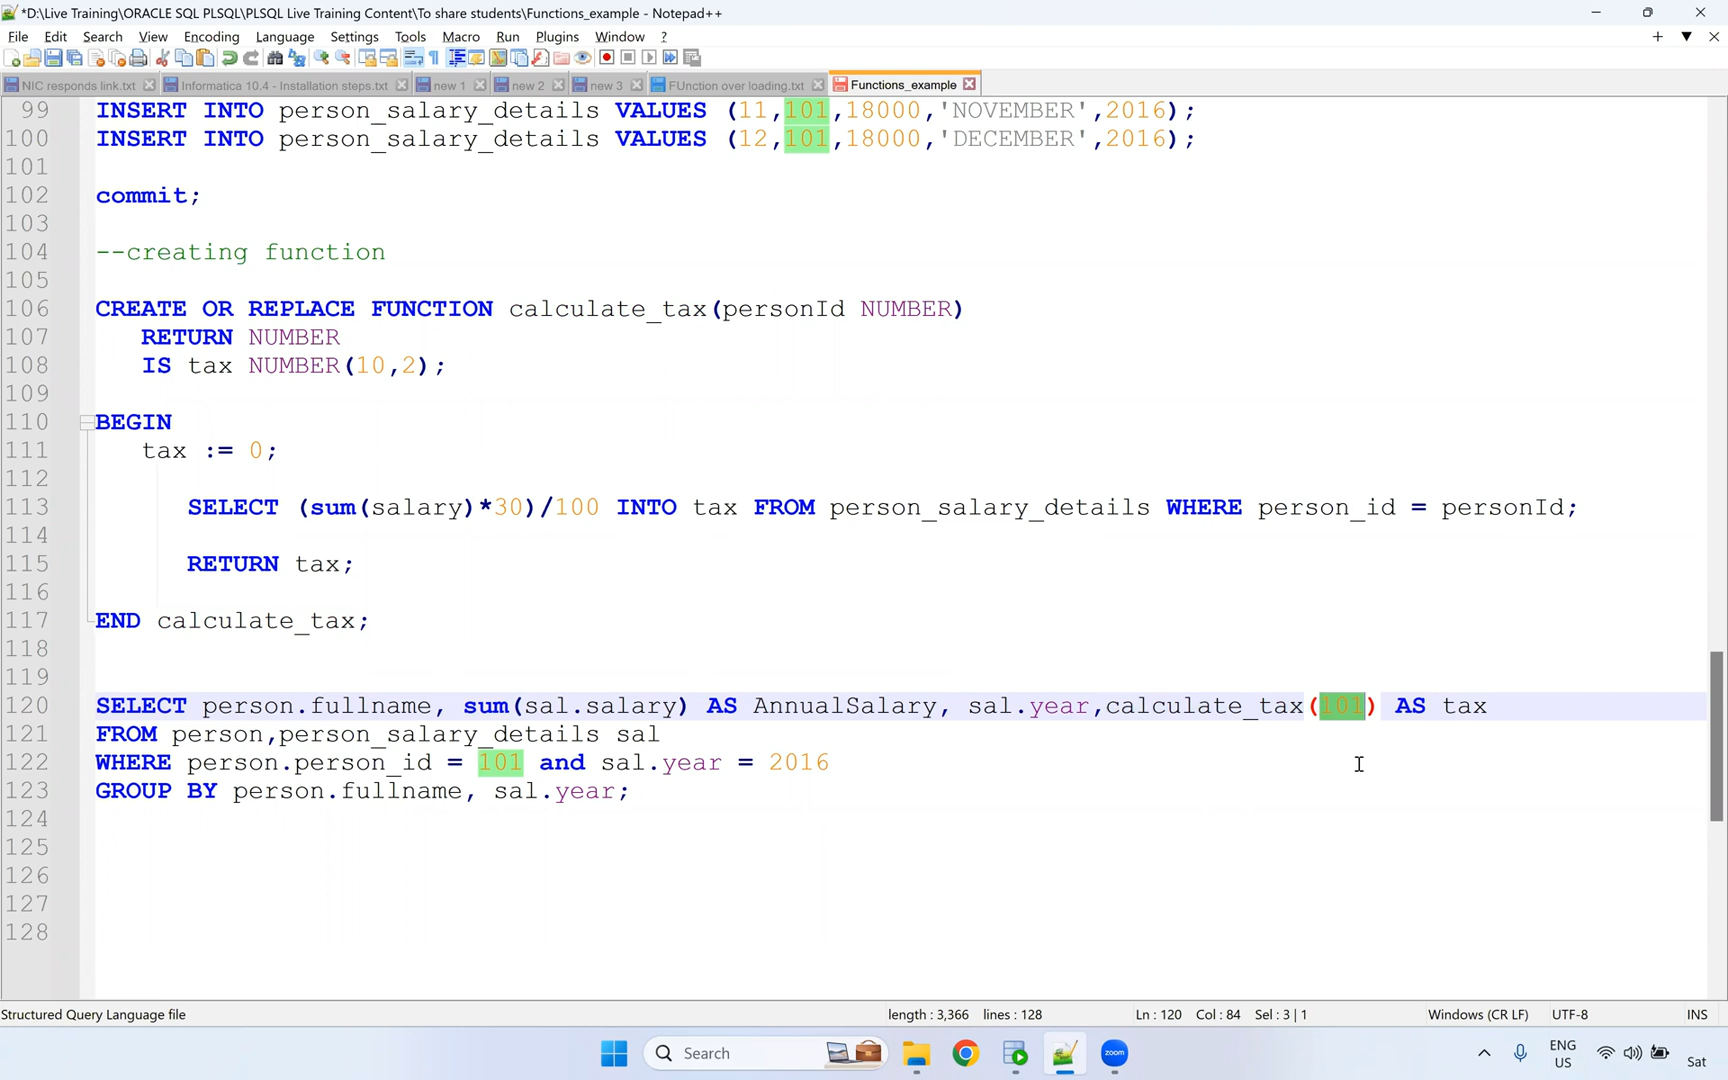 *D:\Live Training\ORACLE SQL PLSQL\PLSQL Live Training Content\To share students\Functions_example - Notepad++
File Edit Search View Encoding Language Settings Tools Macro Run Plugins Window ?
NIC responds link.txt Informatica 10.4 - Installation steps.txt new 1 new 2 new 3 FUnction over loading.txt Functions_example
99 INSERT INTO person_salary_details VALUES (11,101,18000,'NOVEMBER',2016);
100 INSERT INTO person_salary_details VALUES (12,101,18000,'DECEMBER',2016);
101
102 commit;
103
104 --creating function
105
106 CREATE OR REPLACE FUNCTION calculate_tax(personId NUMBER)
107 RETURN NUMBER
108 IS tax NUMBER(10,2);
109
110 BEGIN
111 tax := 0;
112
113 SELECT (sum(salary)*30)/100 INTO tax FROM person_salary_details WHERE person_id = personId;
114
115 RETURN tax;
116
117 END calculate_tax;
118
119
120 SELECT person.fullname, sum(sal.salary) AS AnnualSalary, sal.year,calculate_tax(101) AS tax
121 FROM person,person_salary_details sal
122 WHERE person.person_id = 101 and sal.year = 2016
123 GROUP BY person.fullname, sal.year;
124
125
126
127
128
Structured Query Language file length : 3,366 lines : 128 Ln : 120 Col : 84 Sel : 3 | 1 Windows (CR LF) UTF-8 INS
Search zoom ENG
US Sat